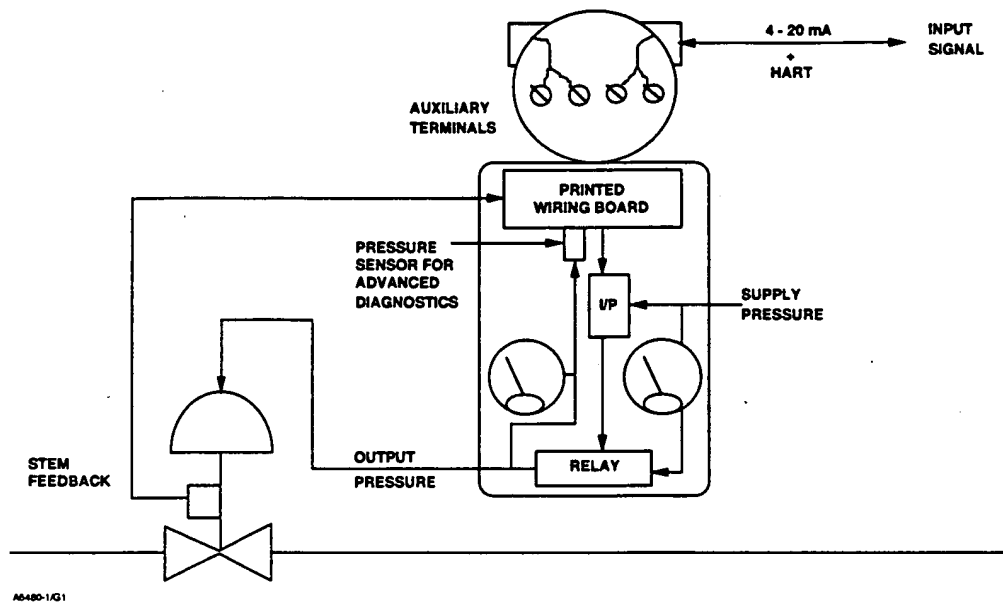 4 - 20 mA
+
HART
INPUT
SIGNAL
AUXILIARY
TERMINALS
PRINTED
WIRING BOARD
PRESSURE
SENSOR FOR
ADVANCED
DIAGNOSTICS
I/P
SUPPLY
PRESSURE
STEM
FEEDBACK
OUTPUT
PRESSURE
RELAY
A6480-1/G1